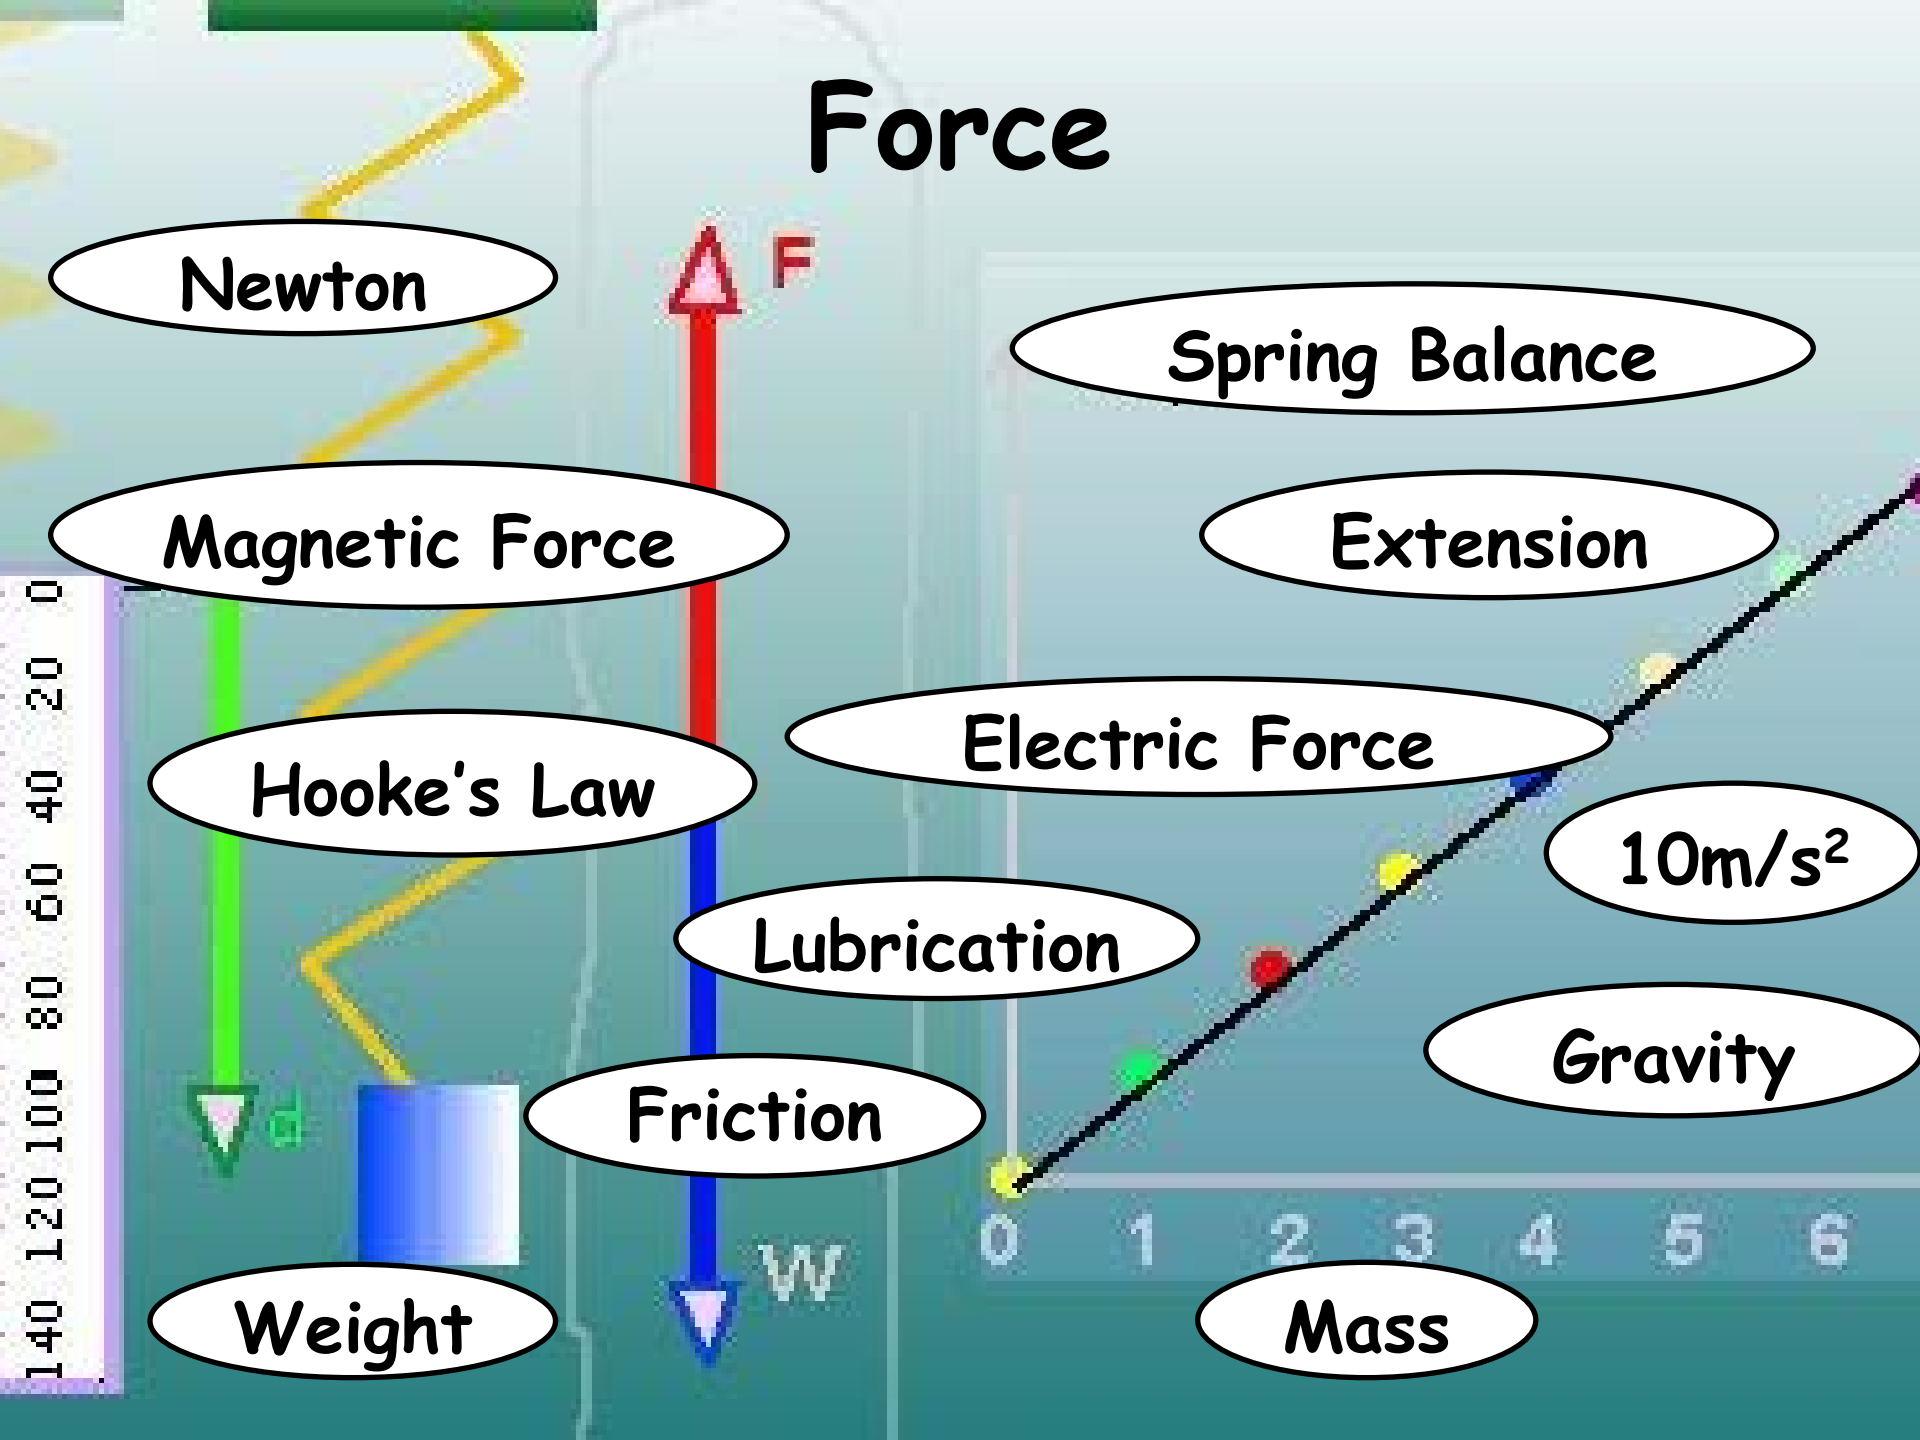 Force
Newton
F
Spring Balance
Magnetic Force
Extension
Electric Force
Hooke's Law
10m/s²
Lubrication
Gravity
Friction
d
W
Weight
Mass
0
20
40
60
80
100
120
140
0 1 2 3 4 5 6